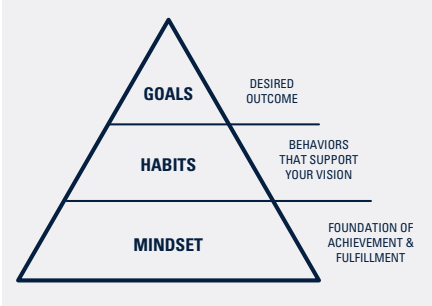 GOALS
DESIRED
OUTCOME
HABITS
BEHAVIORS
THAT SUPPORT
YOUR VISION
MINDSET
FOUNDATION OF
ACHIEVEMENT &
FULFILLMENT